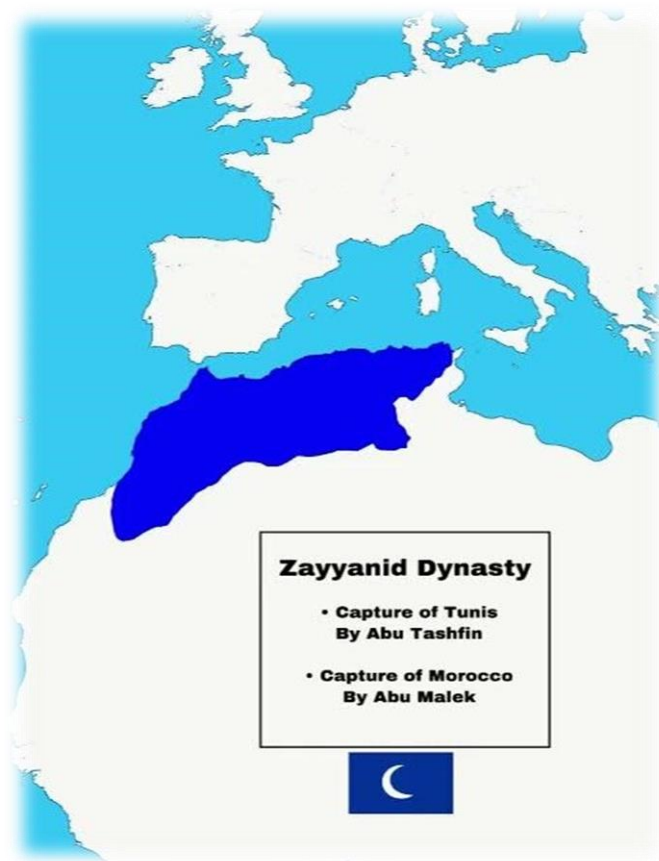 Zayyanid Dynasty
• Capture of Tunis
By Abu Tashfin
• Capture of Morocco
By Abu Malek